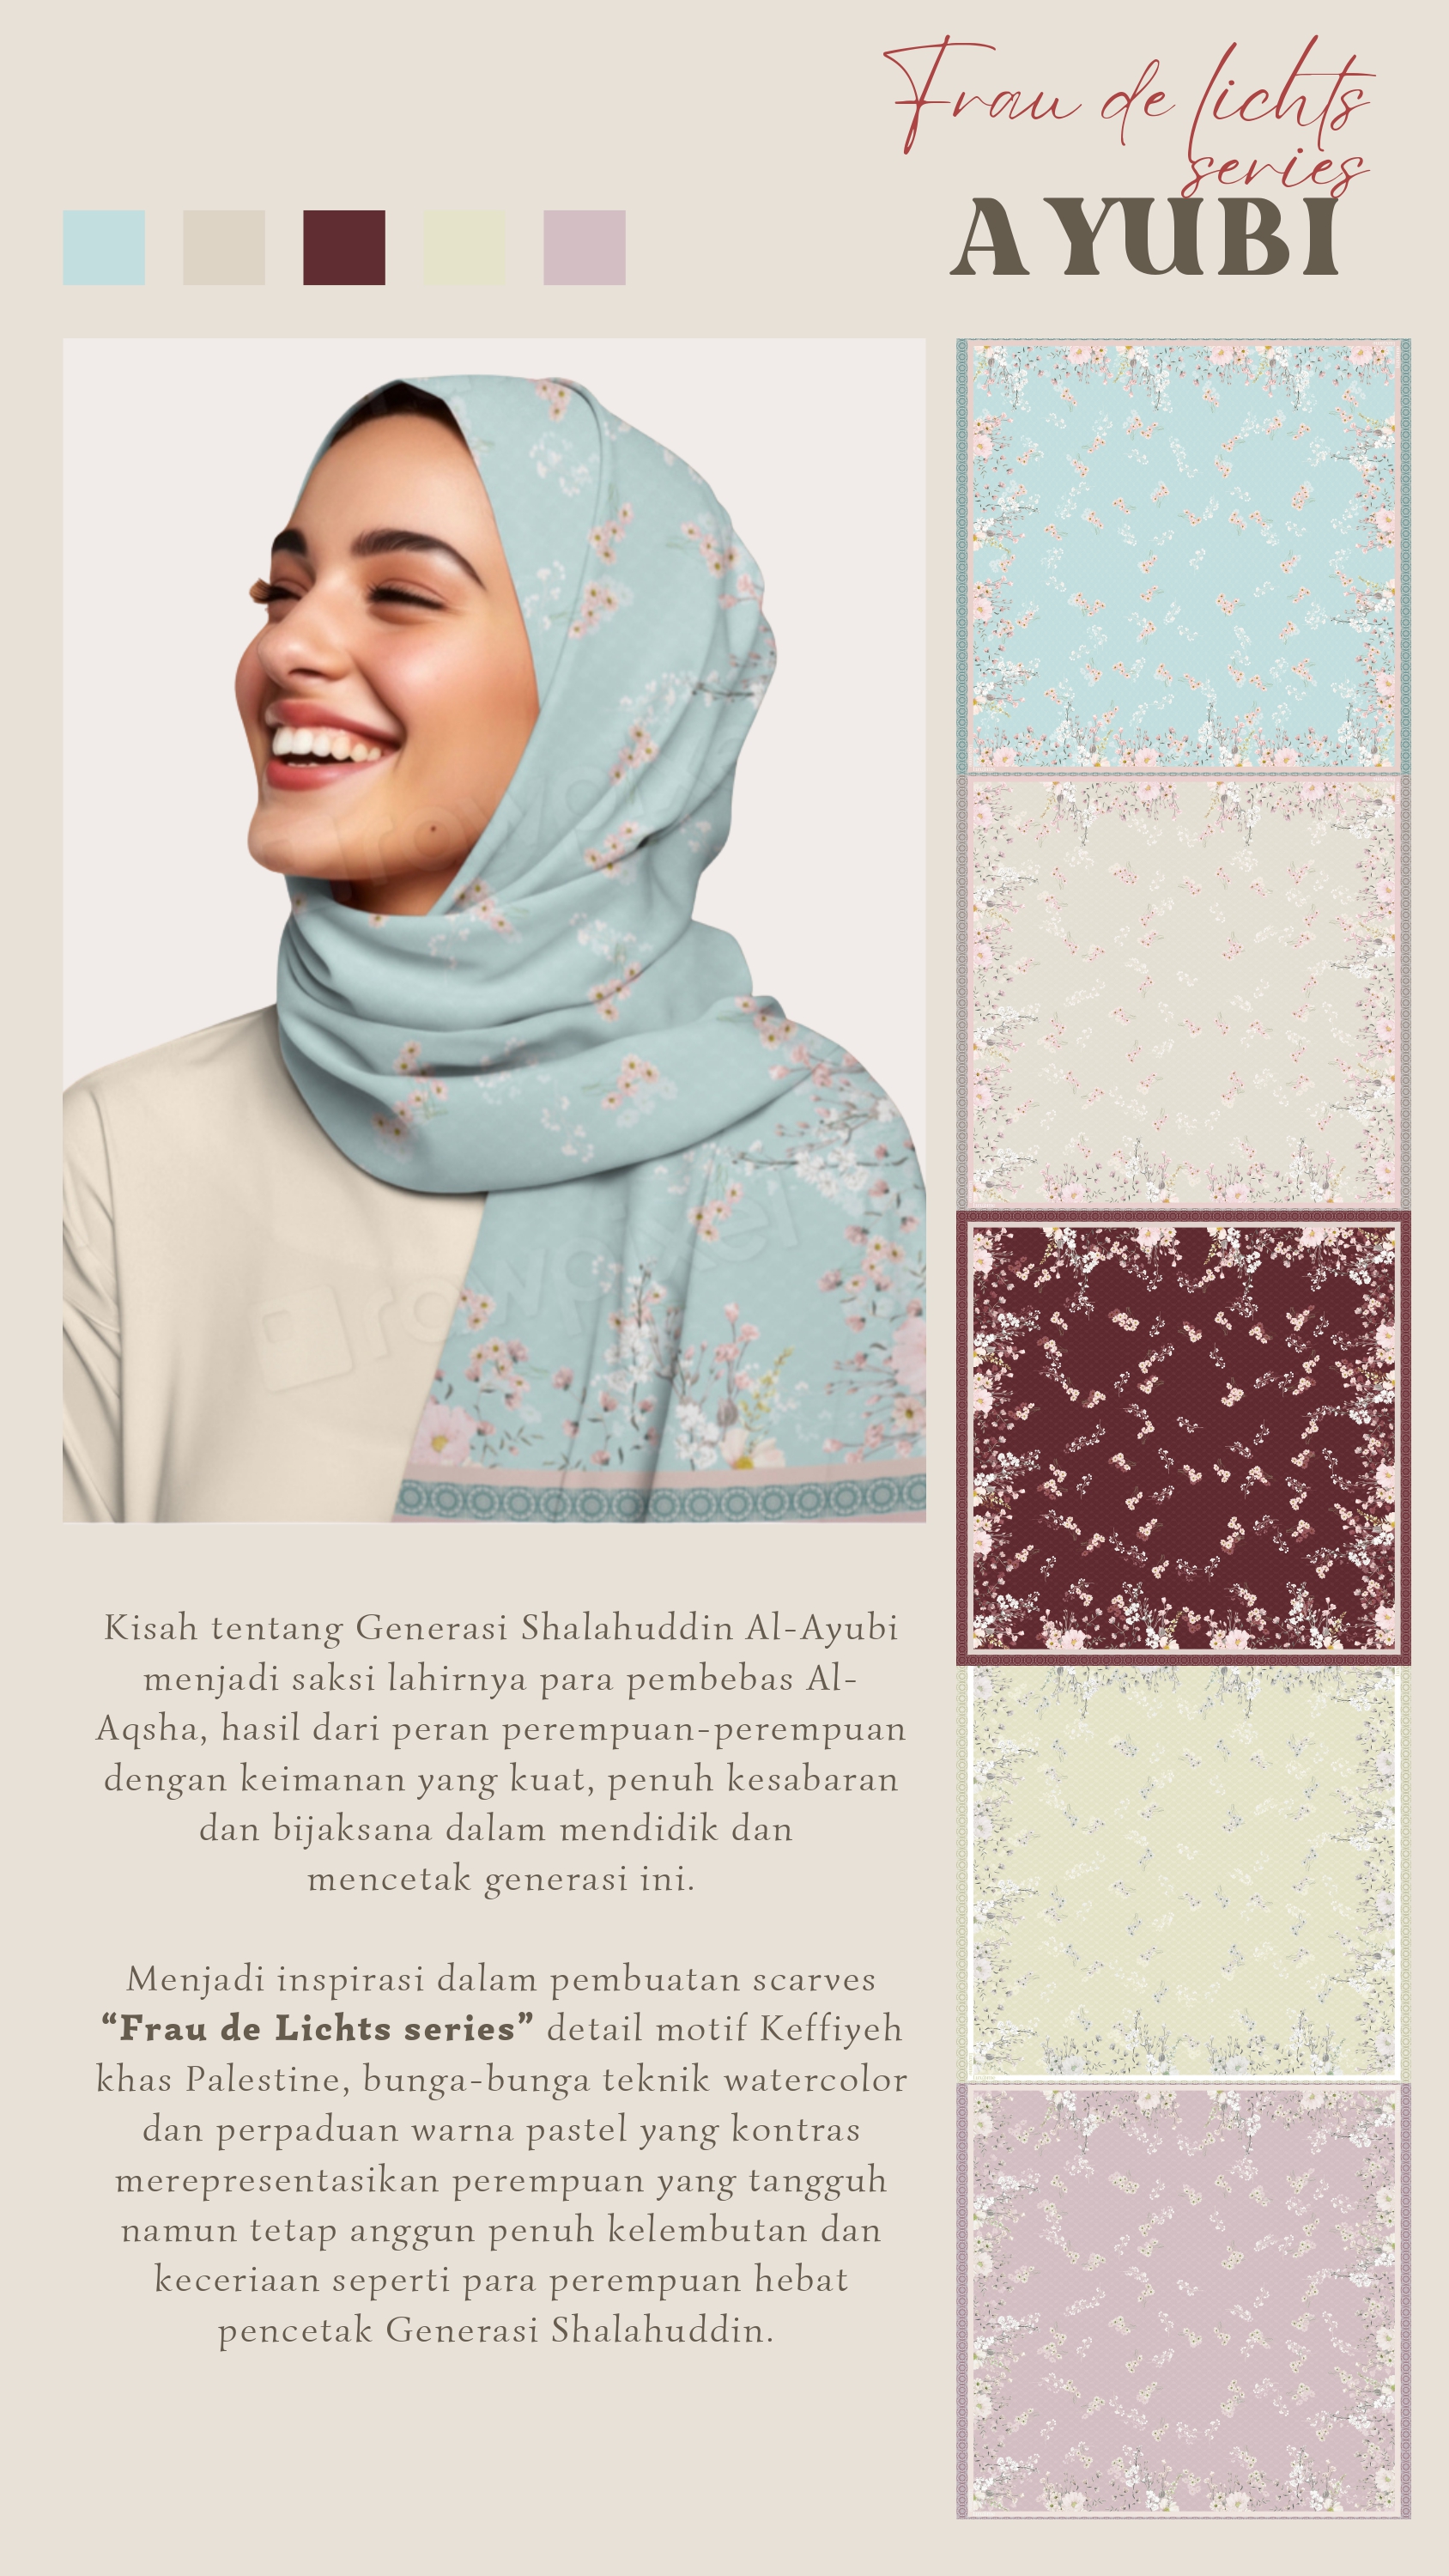 Frau de lichts
series
AYUBI
rawpixel
rawpixel
Kisah tentang Generasi Shalahuddin Al-Ayubi
menjadi saksi lahirnya para pembebas Al-
Aqsha, hasil dari peran perempuan-perempuan
dengan keimanan yang kuat, penuh kesabaran
dan bijaksana dalam mendidik dan
mencetak generasi ini.
Menjadi inspirasi dalam pembuatan scarves
“Frau de Lichts series” detail motif Keffiyeh
khas Palestine, bunga-bunga teknik watercolor
dan perpaduan warna pastel yang kontras
merepresentasikan perempuan yang tangguh
namun tetap anggun penuh kelembutan dan
keceriaan seperti para perempuan hebat
pencetak Generasi Shalahuddin.